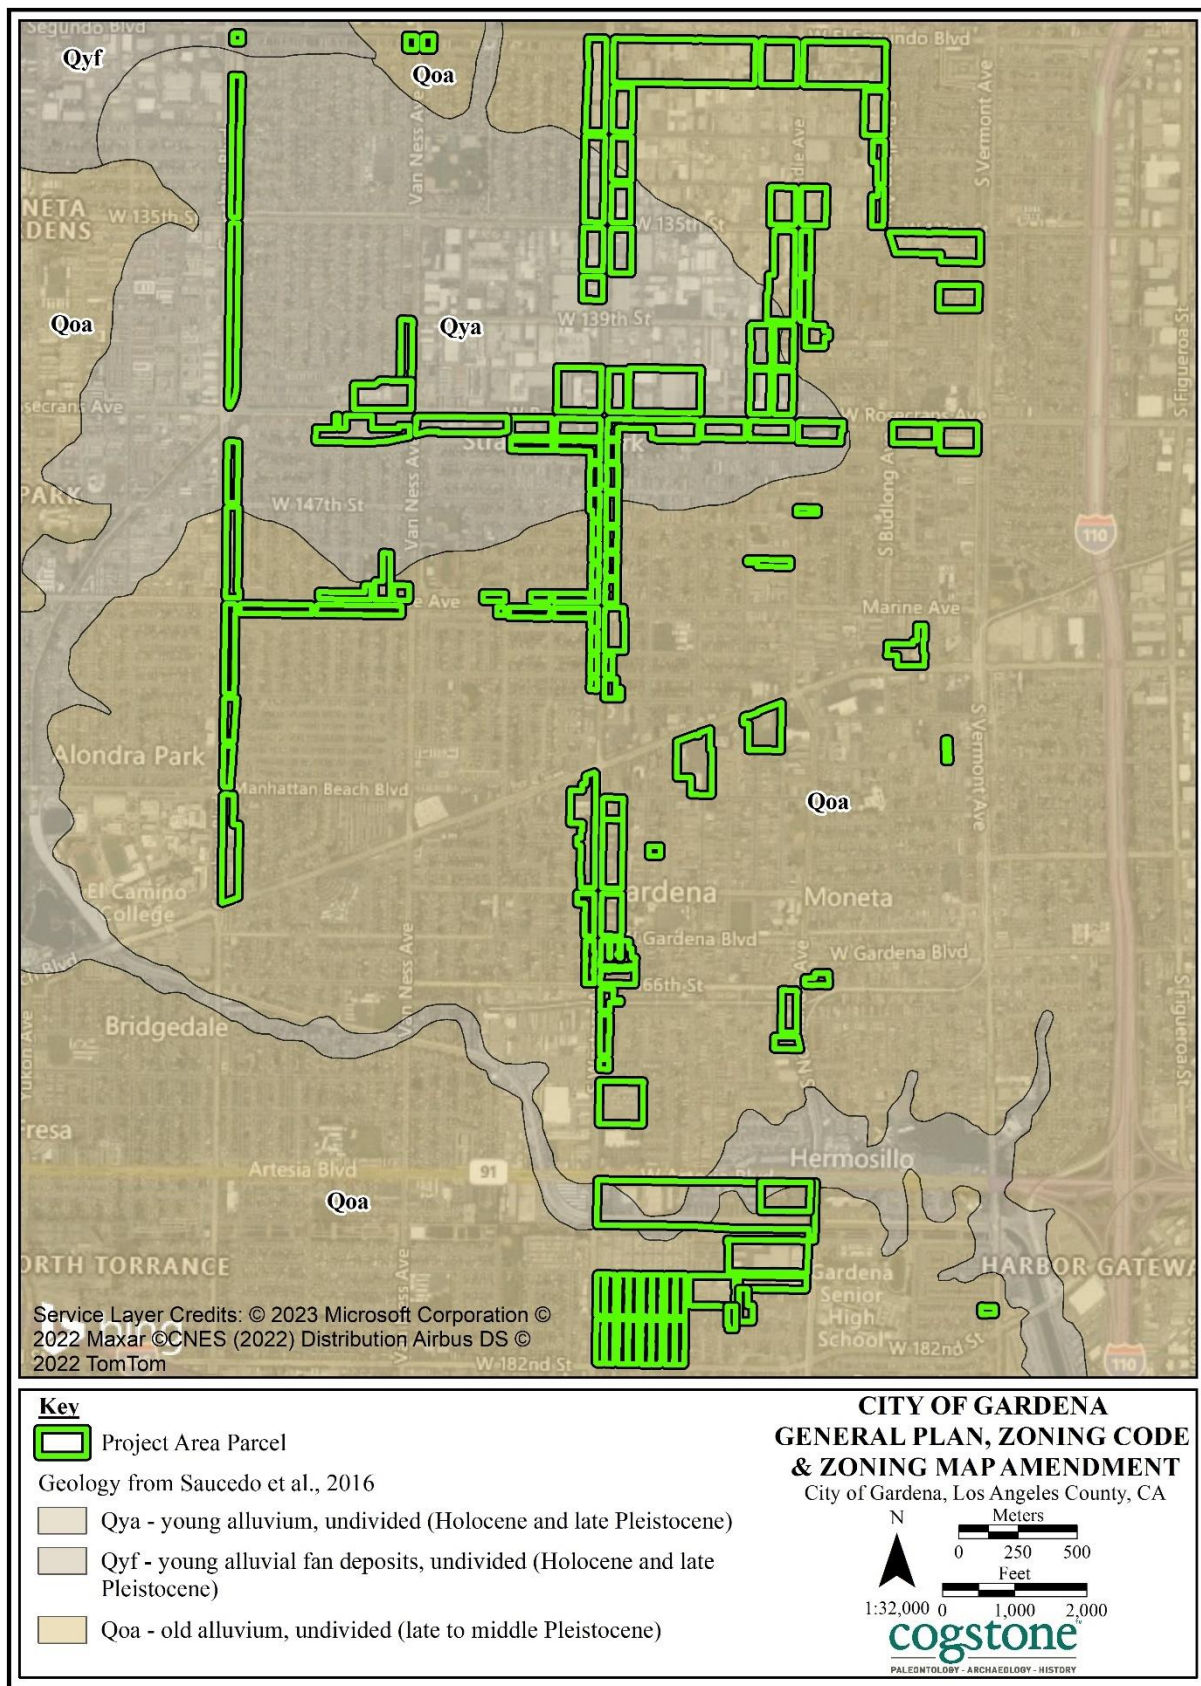 Segundo Blvd
W El Segundo Blvd
Qyf
Qoa
Van Ness Ave
S Vermont Ave
NETA
RDENS
W 135th St
W 135th St
Qoa
Qya
W 139th St
S Figueroa St
osecrans Ave
W Rosecrans Ave
PARK
Van Ness Ave
W 147th St
S Budlong A
110
e Ave
Marine Ave
Alondra Park
S Vermont Ave
Manhattan Beach Blvd
Qoa
El Camino
College
ardena
Moneta
Gardena Blvd
W Gardena Blvd
Van Ness Ave
66th St
Bridgedale
Yukon Ave
S Figueroa St
Artesia Blvd
91
W Artesia Blvd
Hermosillo
Qoa
ORTH TORRANCE
Gardena
Senior
High
School
HARBOR GATEWA
W 182nd St
W 182nd St
110
bing
Service Layer Credits: © 2023 Microsoft Corporation ©
2022 Maxar ©CNES (2022) Distribution Airbus DS ©
2022 TomTom
Key
Project Area Parcel
Geology from Saucedo et al., 2016
Qya - young alluvium, undivided (Holocene and late Pleistocene)
Qyf - young alluvial fan deposits, undivided (Holocene and late
Pleistocene)
Qoa - old alluvium, undivided (late to middle Pleistocene)
CITY OF GARDENA
GENERAL PLAN, ZONING CODE
& ZONING MAP AMENDMENT
City of Gardena, Los Angeles County, CA
N
Meters
0 250 500
Feet
1:32,000 0 1,000 2,000
cogstone
PALEONTOLOGY - ARCHAEOLOGY - HISTORY